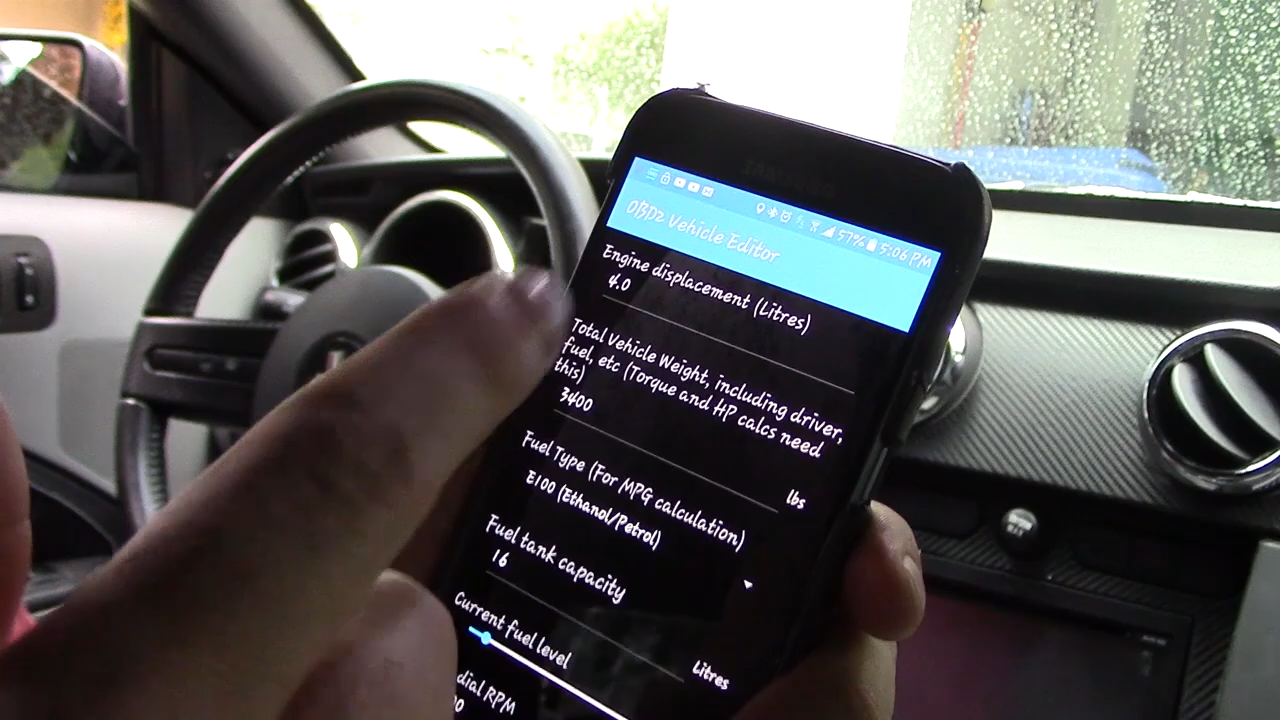 57% 5:06 PM
OBD2 Vehicle Editor
Engine displacement (Litres)
4.0
Total Vehicle Weight, including driver,
fuel, etc (Torque and HP calcs need
this)
3400
lbs
Fuel Type (For MPG calculation)
E100 (Ethanol/Petrol)
Fuel tank capacity
16
Litres
Current fuel level
dial RPM